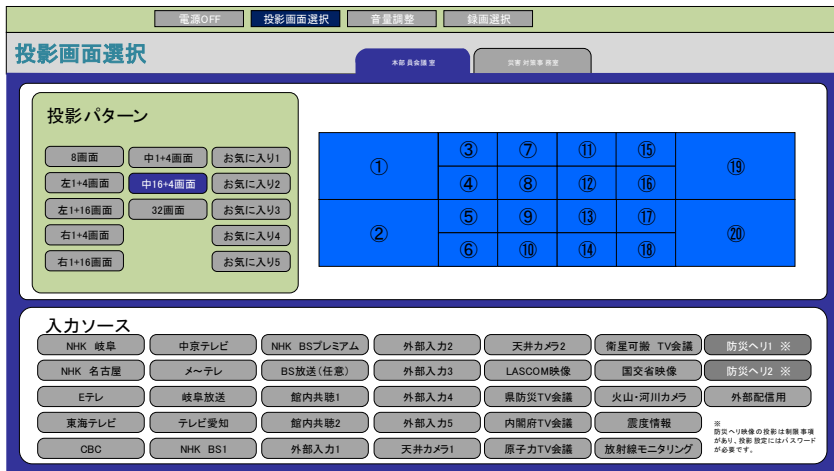 電源OFF 投影画面選択 音量調整 録画選択
投影画面選択
本部員会議室 災害対策事務室
投影パターン
8画面 中1+4画面 お気に入り1
左1+4画面 中16+4画面 お気に入り2
左1+16画面 32画面 お気に入り3
右1+4画面 お気に入り4
右1+16画面 お気に入り5
① ③ ⑦ ⑪ ⑮ ⑲
④ ⑧ ⑫ ⑯
② ⑤ ⑨ ⑬ ⑰ ⑳
⑥ ⑩ ⑭ ⑱
入力ソース
NHK 岐阜 中京テレビ NHK BSプレミアム 外部入力2 天井カメラ2 衛星可搬 TV会議 防災ヘリ1 ※
NHK 名古屋 メ~テレ BS放送(任意) 外部入力3 LASCOM映像 国交省映像 防災ヘリ2 ※
Eテレ 岐阜放送 館内共聴1 外部入力4 県防災TV会議 火山・河川カメラ 外部配信用
東海テレビ テレビ愛知 館内共聴2 外部入力5 内閣府TV会議 震度情報
CBC NHK BS1 外部入力1 天井カメラ1 原子力TV会議 放射線モニタリング
※
防災ヘリ映像の投影は制限事項
があり、投影設定にはパスワード
が必要です。